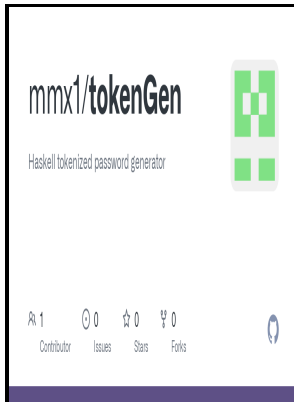 mmx1/tokenGen
Haskell tokenized password generator
1 0 0 0
Contributor Issues Stars Forks